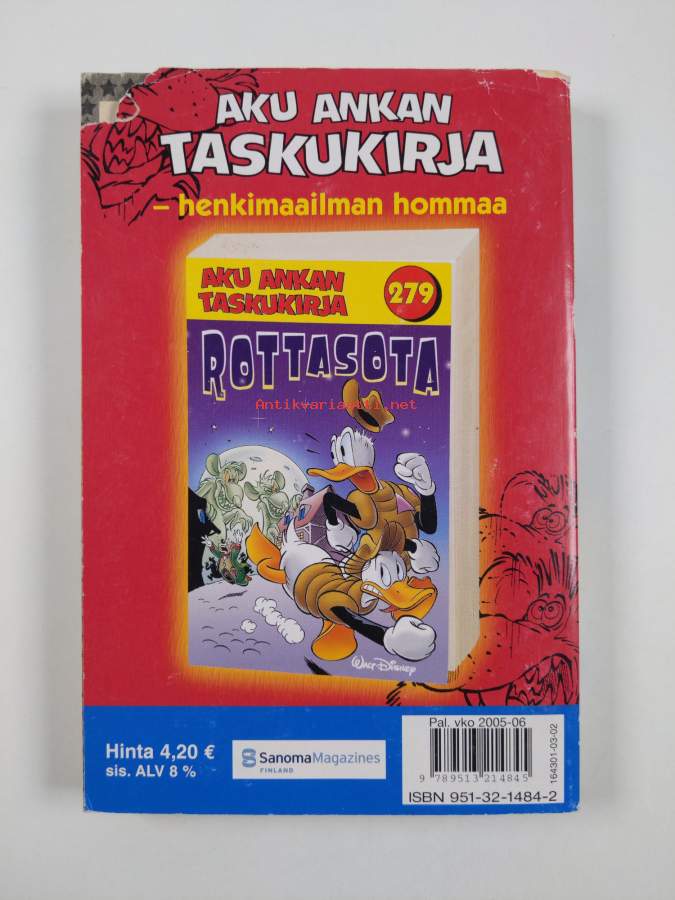 AKU ANKAN
TASKUKIRJA
– henkimaailman hommaa
AKU ANKAN
TASKUKIRJA
279
ROTTASOTA
Antikvariaatti.net
Walt Disney
Hinta 4,20 €
sis. ALV 8 %
SanomaMagazines
FINLAND
Pal. vko 2005-06
9 789513 214845
ISBN 951-32-1484-2
164301-03-02